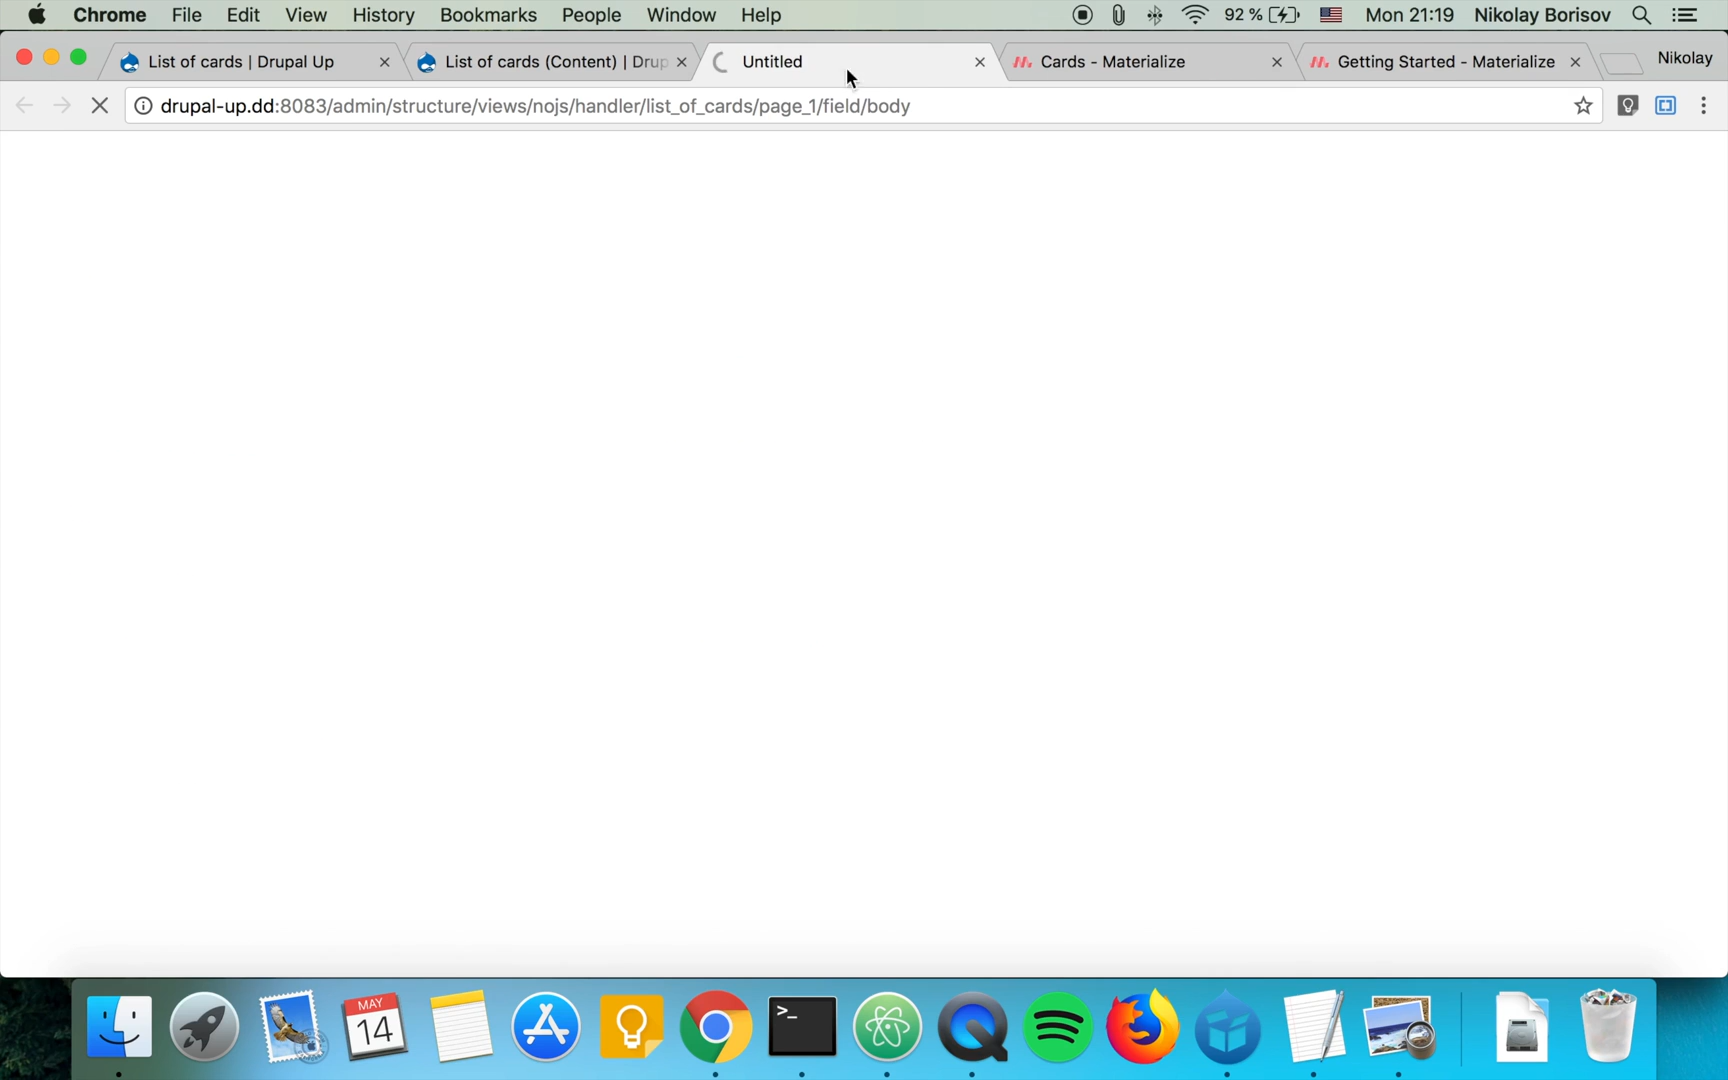 Chrome File Edit View History Bookmarks People Window Help 92 % Mon 21:19 Nikolay Borisov
List of cards | Drupal Up List of cards (Content) | Drup Untitled Cards - Materialize Getting Started - Materialize Nikolay
drupal-up.dd:8083/admin/structure/views/nojs/handler/list_of_cards/page_1/field/body
MAY
14
>_